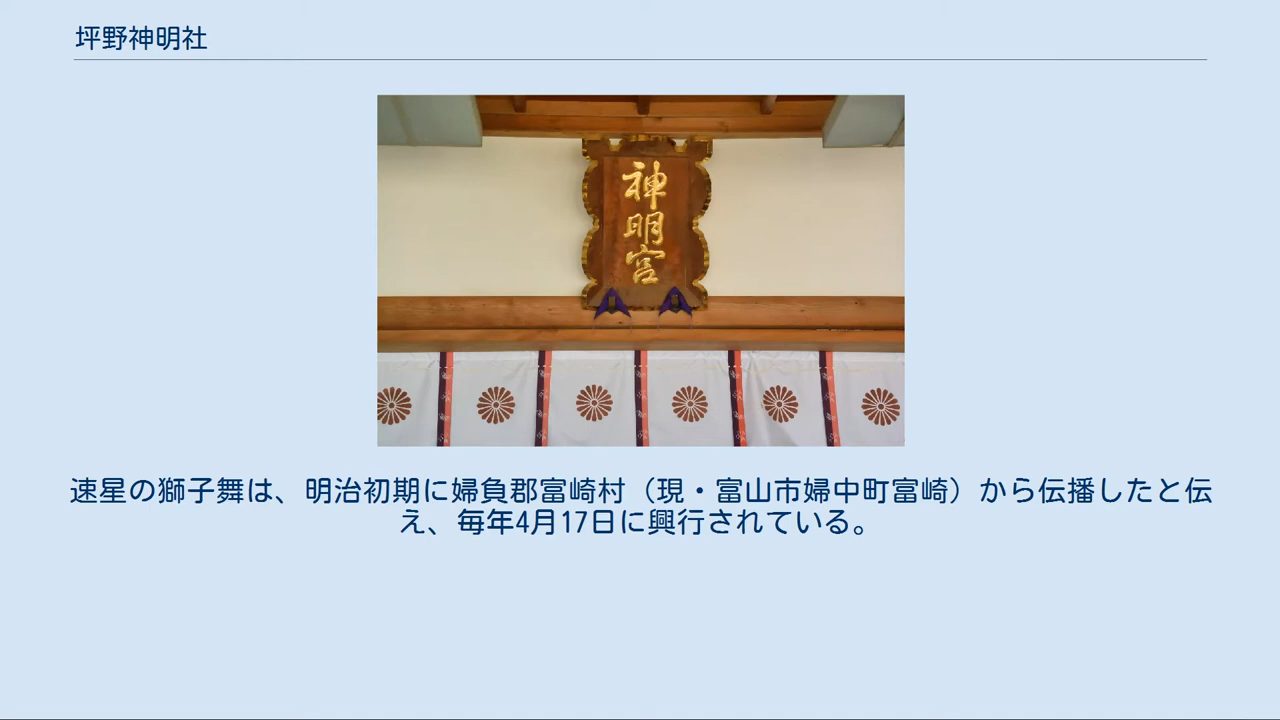 坪野神明社
神
明
宮
速星の獅子舞は、明治初期に婦負郡富崎村（現・富山市婦中町富崎）から伝播したと伝
え、毎年4月17日に興行されている。